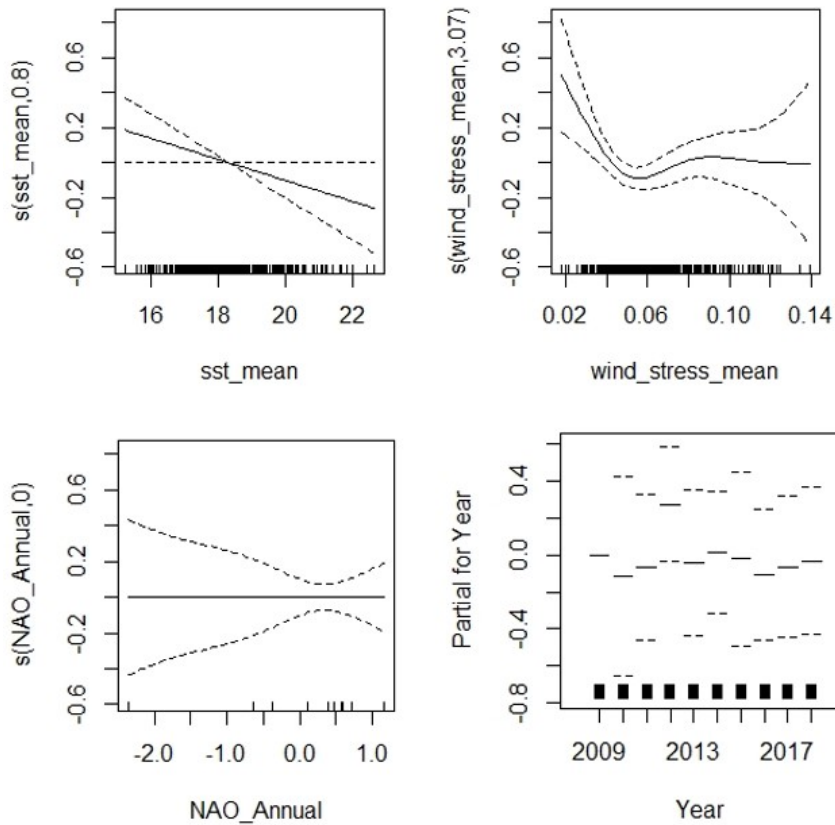 s(sst_mean,0.8)
-0.6 -0.2 0.2 0.6
16 18 20 22
sst_mean
s(wind_stress_mean,3.07)
-0.6 -0.2 0.2 0.6
0.02 0.06 0.10 0.14
wind_stress_mean
s(NAO_Annual,0)
-0.6 -0.2 0.2 0.6
-2.0 -1.0 0.0 1.0
NAO_Annual
Partial for Year
-0.8 -0.4 0.0 0.4
2009 2013 2017
Year